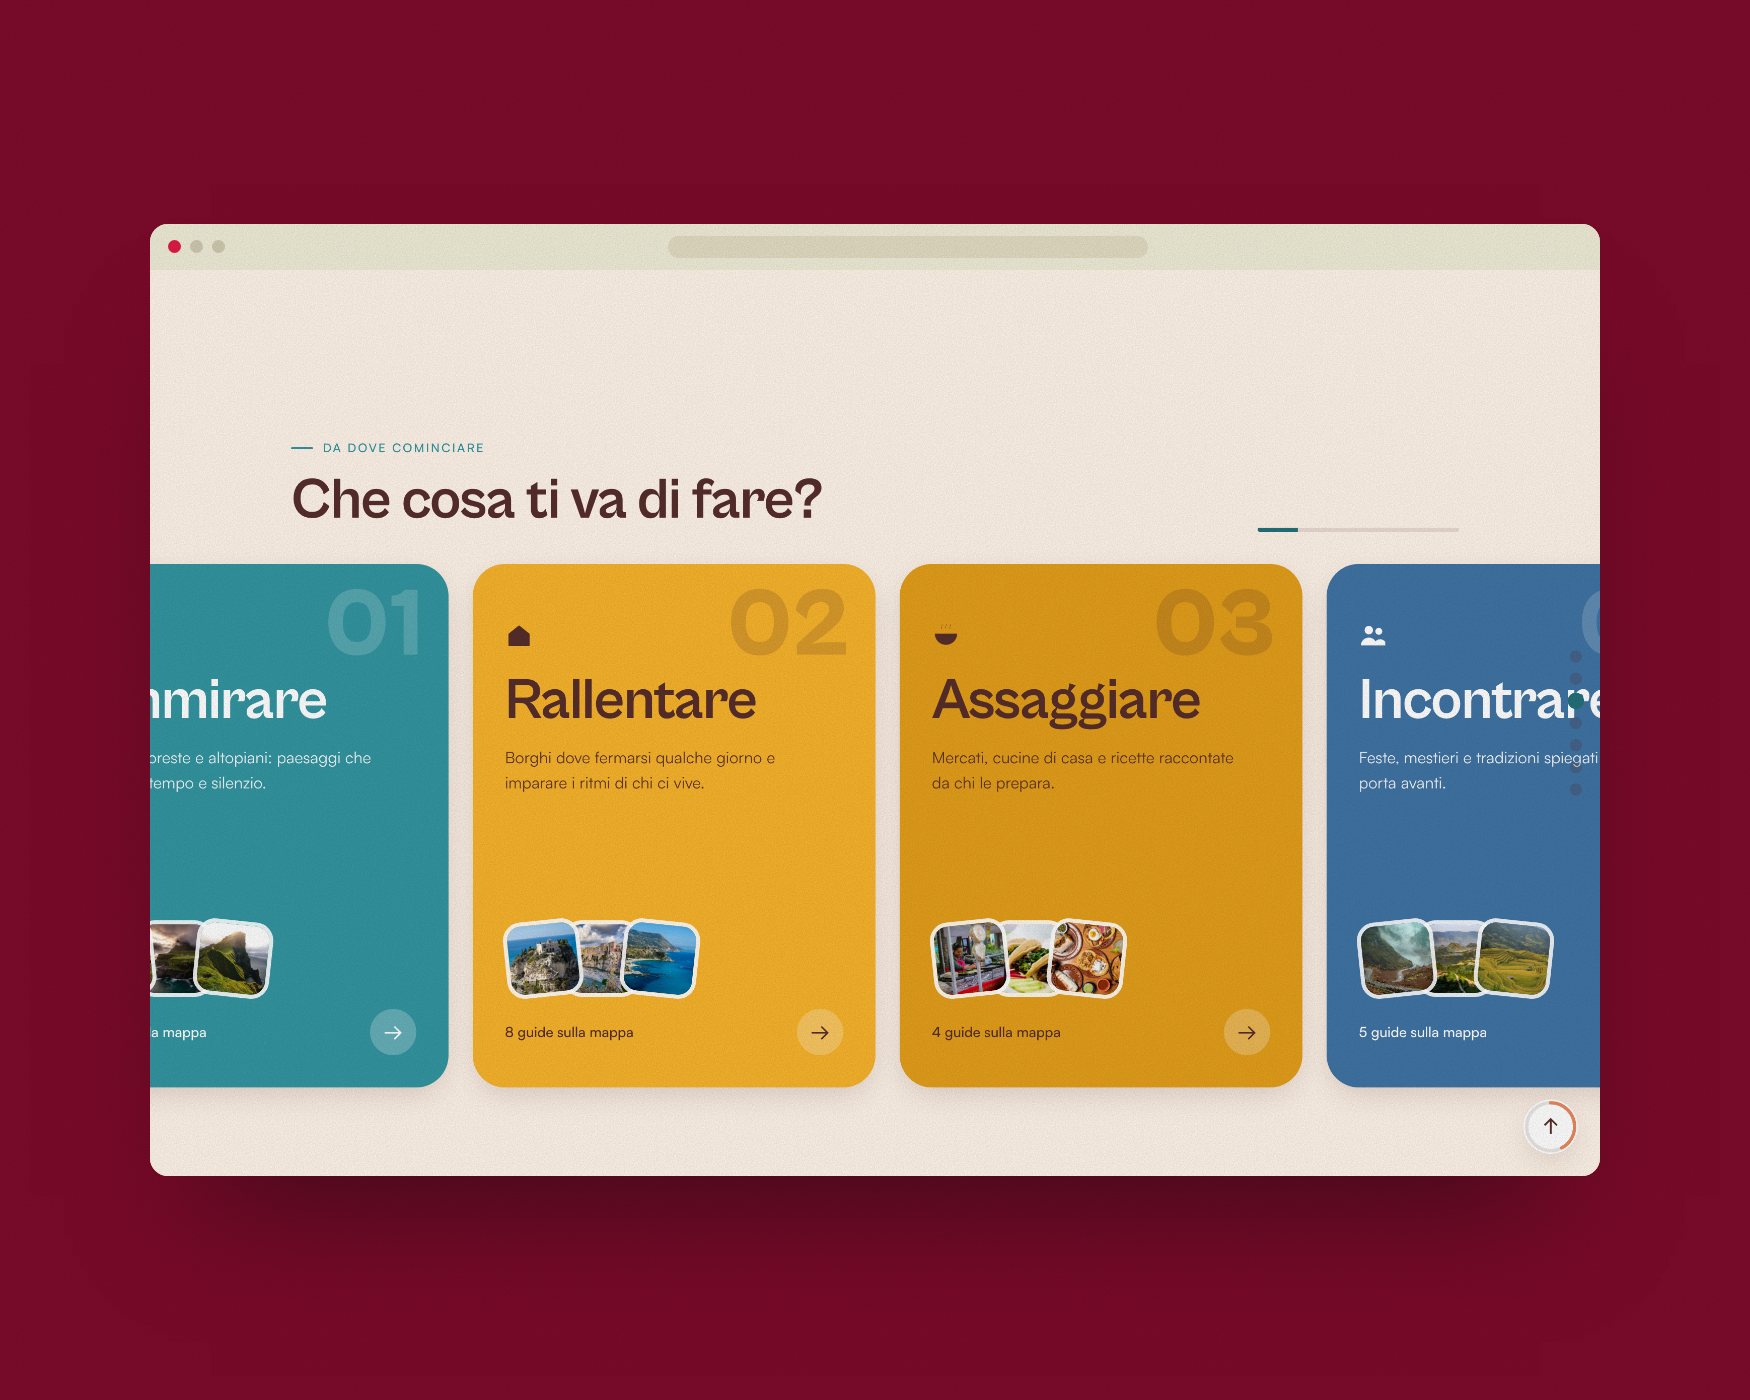 DA DOVE COMINCIARE
Che cosa ti va di fare?
01
mirare
oreste e altopiani: paesaggi che
tempo e silenzio.
a mappa
02
Rallentare
Borghi dove fermarsi qualche giorno e
imparare i ritmi di chi ci vive.
8 guide sulla mappa
03
Assaggiare
Mercati, cucine di casa e ricette raccontate
da chi le prepara.
4 guide sulla mappa
Incontrare
Feste, mestieri e tradizioni spiegati
porta avanti.
5 guide sulla mappa